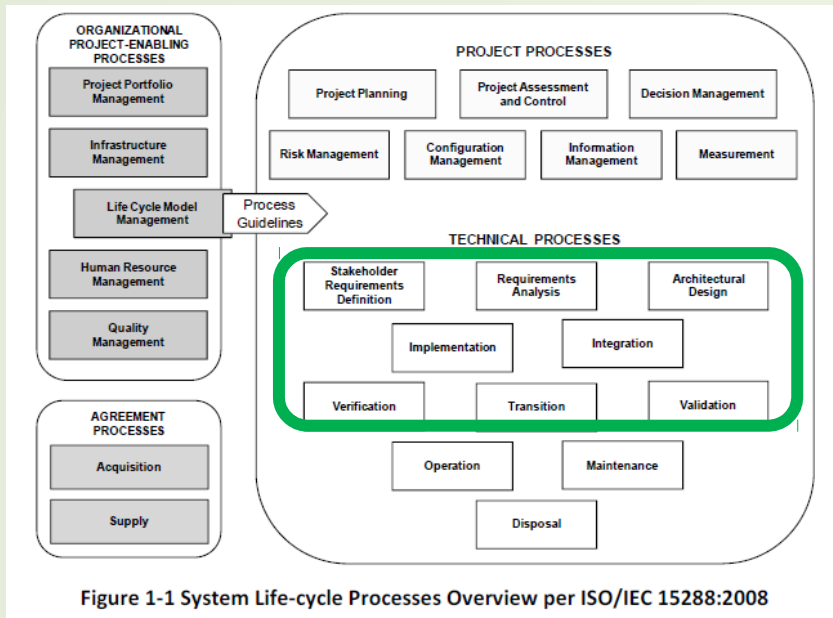 ORGANIZATIONAL
PROJECT-ENABLING
PROCESSES
Project Portfolio
Management
Infrastructure
Management
Life Cycle Model
Management
Process
Guidelines
Human Resource
Management
Quality
Management
AGREEMENT
PROCESSES
Acquisition
Supply
PROJECT PROCESSES
Project Planning
Project Assessment
and Control
Decision Management
Risk Management
Configuration
Management
Information
Management
Measurement
TECHNICAL PROCESSES
Stakeholder
Requirements
Definition
Requirements
Analysis
Architectural
Design
Implementation
Integration
Verification
Transition
Validation
Operation
Maintenance
Disposal
Figure 1-1 System Life-cycle Processes Overview per ISO/IEC 15288:2008